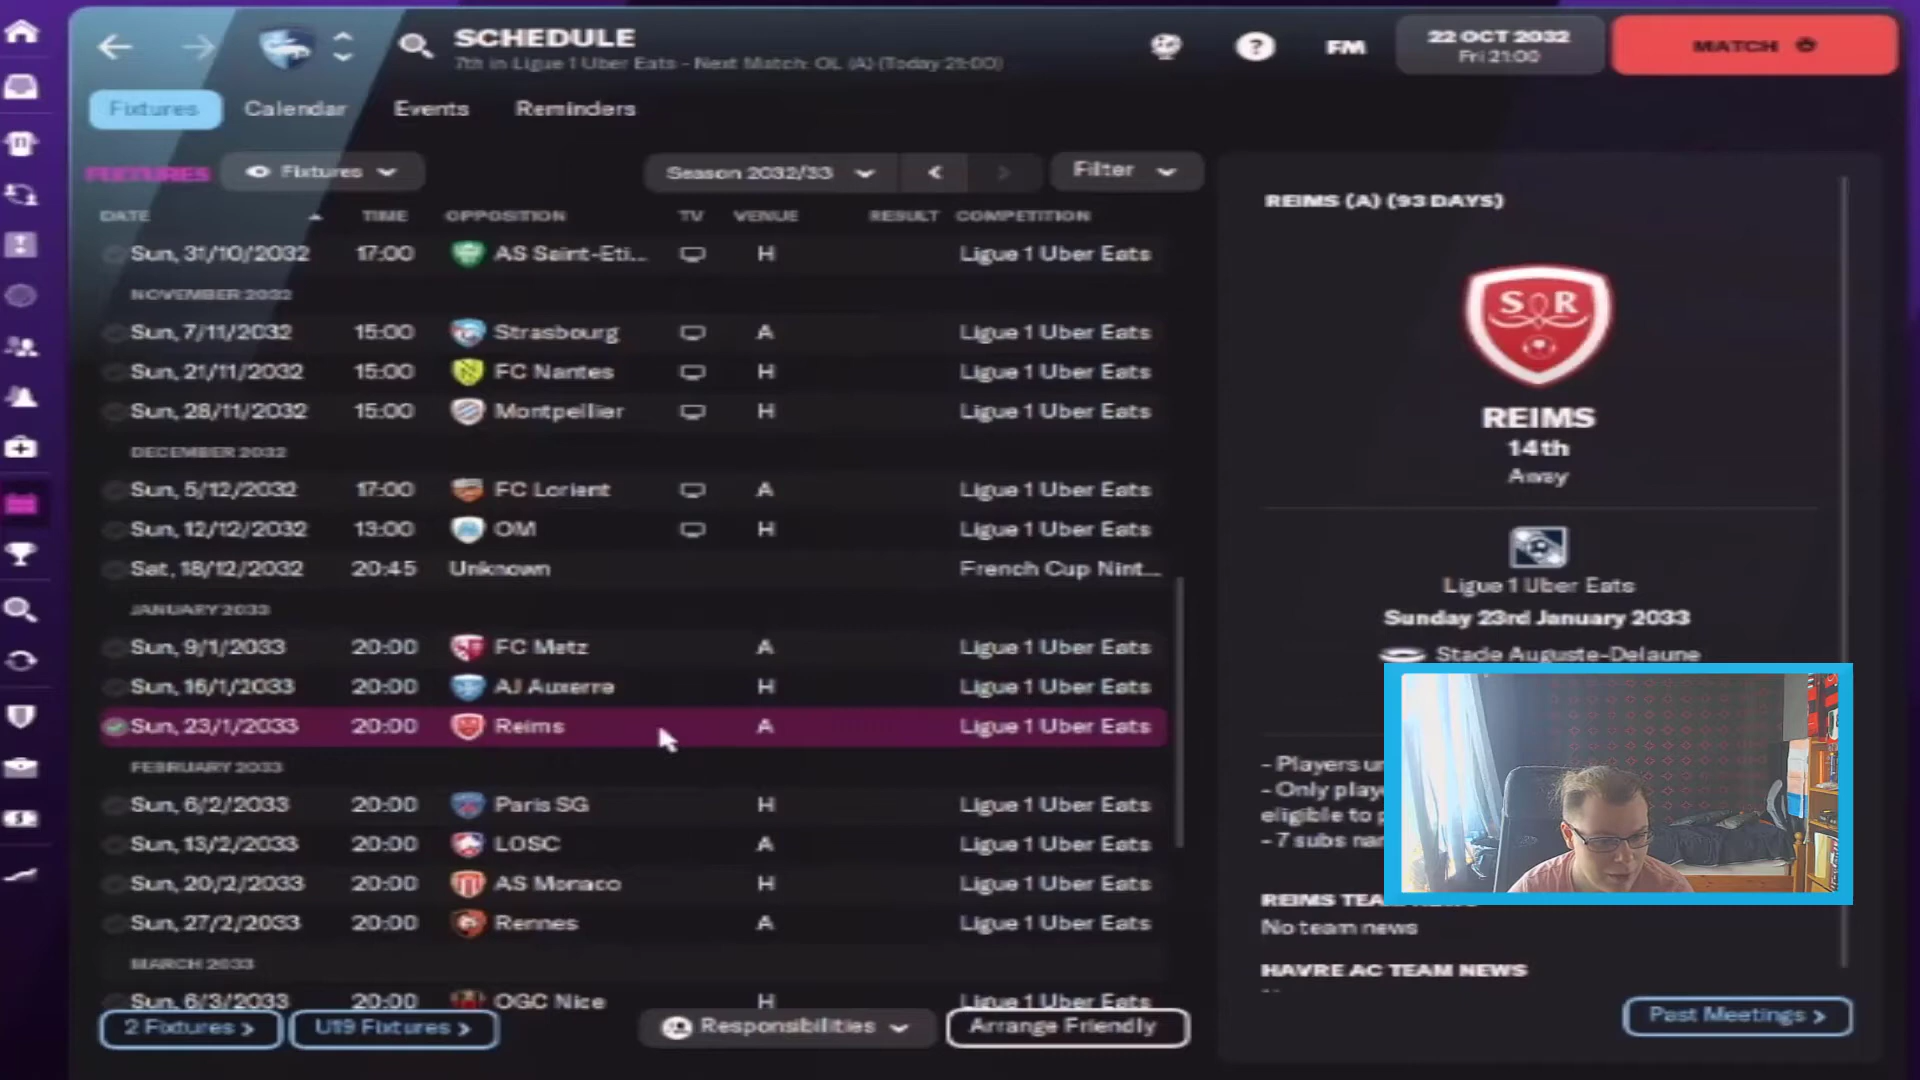 SCHEDULE
7th in Ligue 1 Uber Eats - Next Match: OL (A) (Today 21:00)
FM
22 OCT 2032
Fri 21:00
MATCH
Fixtures
Calendar
Events
Reminders
FIXTURES
Fixtures
Season 2032/33
Filter
DATE TIME OPPOSITION TV VENUE RESULT COMPETITION
Sun, 31/10/2032 17:00 AS Saint-Eti... H Ligue 1 Uber Eats
NOVEMBER 2032
Sun, 7/11/2032 15:00 Strasbourg A Ligue 1 Uber Eats
Sun, 21/11/2032 15:00 FC Nantes H Ligue 1 Uber Eats
Sun, 28/11/2032 15:00 Montpellier H Ligue 1 Uber Eats
DECEMBER 2032
Sun, 5/12/2032 17:00 FC Lorient A Ligue 1 Uber Eats
Sun, 12/12/2032 13:00 OM H Ligue 1 Uber Eats
Sat, 18/12/2032 20:45 Unknown French Cup Nint...
JANUARY 2033
Sun, 9/1/2033 20:00 FC Metz A Ligue 1 Uber Eats
Sun, 16/1/2033 20:00 AJ Auxerre H Ligue 1 Uber Eats
Sun, 23/1/2033 20:00 Reims A Ligue 1 Uber Eats
FEBRUARY 2033
Sun, 6/2/2033 20:00 Paris SG H Ligue 1 Uber Eats
Sun, 13/2/2033 20:00 LOSC A Ligue 1 Uber Eats
Sun, 20/2/2033 20:00 AS Monaco H Ligue 1 Uber Eats
Sun, 27/2/2033 20:00 Rennes A Ligue 1 Uber Eats
MARCH 2033
Sun, 6/3/2033 20:00 OGC Nice H Ligue 1 Uber Eats
2 Fixtures >
U19 Fixtures >
Responsibilities
Arrange Friendly
REIMS (A) (93 DAYS)
S R
REIMS
14th
Away
Ligue 1 Uber Eats
Sunday 23rd January 2033
Stade Auguste-Delaune
- Players
- Only
eligible to
- 7 subs
REIMS
No team news
HAVRE AC TEAM NEWS
Past Meetings >